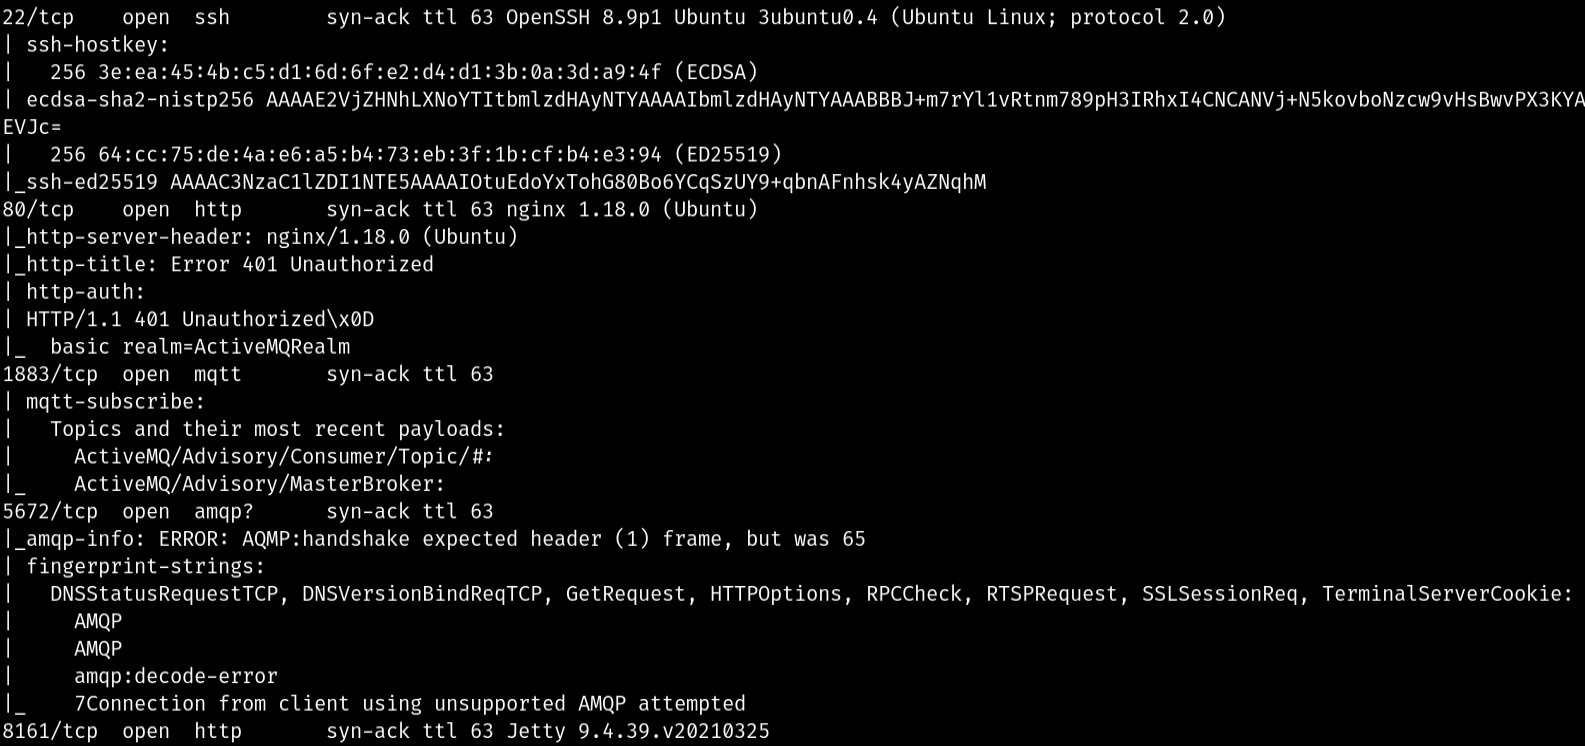 22/tcp    open  ssh        syn-ack ttl 63 OpenSSH 8.9p1 Ubuntu 3ubuntu0.4 (Ubuntu Linux; protocol 2.0)
| ssh-hostkey:
|   256 3e:ea:45:4b:c5:d1:6d:6f:e2:d4:d1:3b:0a:3d:a9:4f (ECDSA)
| ecdsa-sha2-nistp256 AAAAE2VjZHNhLXNoYTItbmlzdHAyNTYAAAAIbmlzdHAyNTYAAABBBJ+m7rYl1vRtnm789pH3IRhxI4CNCANVj+N5kovboNzcw9vHsBwvPX3KYA
EVJc=
|   256 64:cc:75:de:4a:e6:a5:b4:73:eb:3f:1b:cf:b4:e3:94 (ED25519)
|_ssh-ed25519 AAAAC3NzaC1lZDI1NTE5AAAAIOtuEdoYxTohG80Bo6YCqSzUY9+qbnAFnhsk4yAZNqhM
80/tcp    open  http       syn-ack ttl 63 nginx 1.18.0 (Ubuntu)
|_http-server-header: nginx/1.18.0 (Ubuntu)
|_http-title: Error 401 Unauthorized
| http-auth:
| HTTP/1.1 401 Unauthorized\x0D
|_  basic realm=ActiveMQRealm
1883/tcp  open  mqtt       syn-ack ttl 63
| mqtt-subscribe:
|   Topics and their most recent payloads:
|     ActiveMQ/Advisory/Consumer/Topic/#:
|_    ActiveMQ/Advisory/MasterBroker:
5672/tcp  open  amqp?      syn-ack ttl 63
|_amqp-info: ERROR: AQMP:handshake expected header (1) frame, but was 65
| fingerprint-strings:
|   DNSStatusRequestTCP, DNSVersionBindReqTCP, GetRequest, HTTPOptions, RPCCheck, RTSPRequest, SSLSessionReq, TerminalServerCookie:
|     AMQP
|     AMQP
|     amqp:decode-error
|_    7Connection from client using unsupported AMQP attempted
8161/tcp  open  http       syn-ack ttl 63 Jetty 9.4.39.v20210325